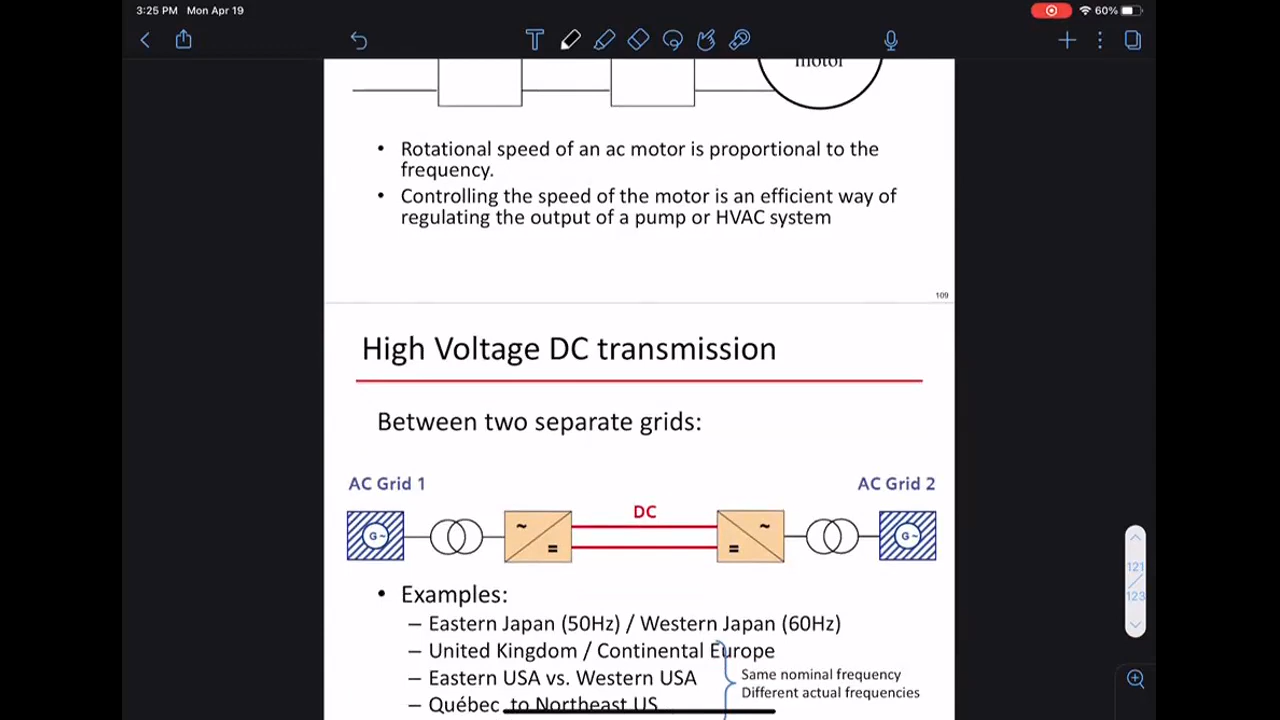 3:25 PM Mon Apr 19
60%
motor
• Rotational speed of an ac motor is proportional to the
frequency.
• Controlling the speed of the motor is an efficient way of
regulating the output of a pump or HVAC system
109
High Voltage DC transmission
Between two separate grids:
AC Grid 1
AC Grid 2
DC
G ~
~
=
=
~
G ~
• Examples:
– Eastern Japan (50Hz) / Western Japan (60Hz)
– United Kingdom / Continental Europe
– Eastern USA vs. Western USA
– Québec to Northeast US
Same nominal frequency
Different actual frequencies
121
/
123